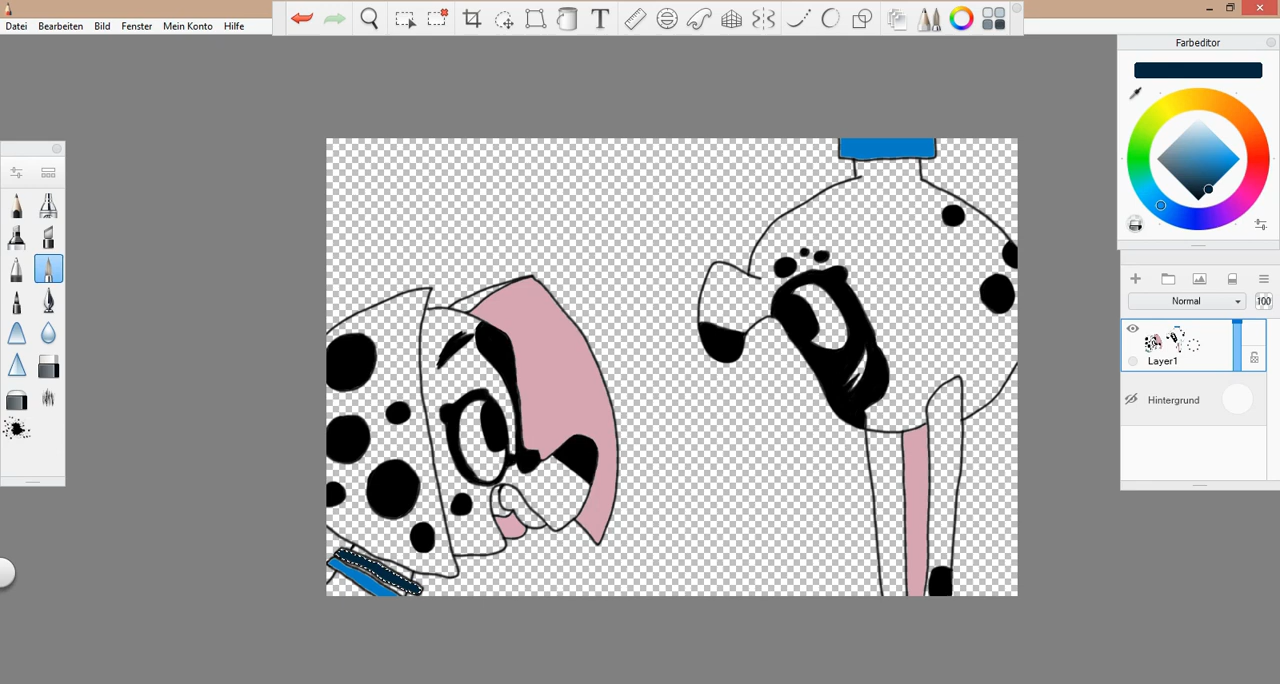 Datei Bearbeiten Bild Fenster Mein Konto Hilfe
T
Farbeditor
Normal 100
Layer1
Hintergrund